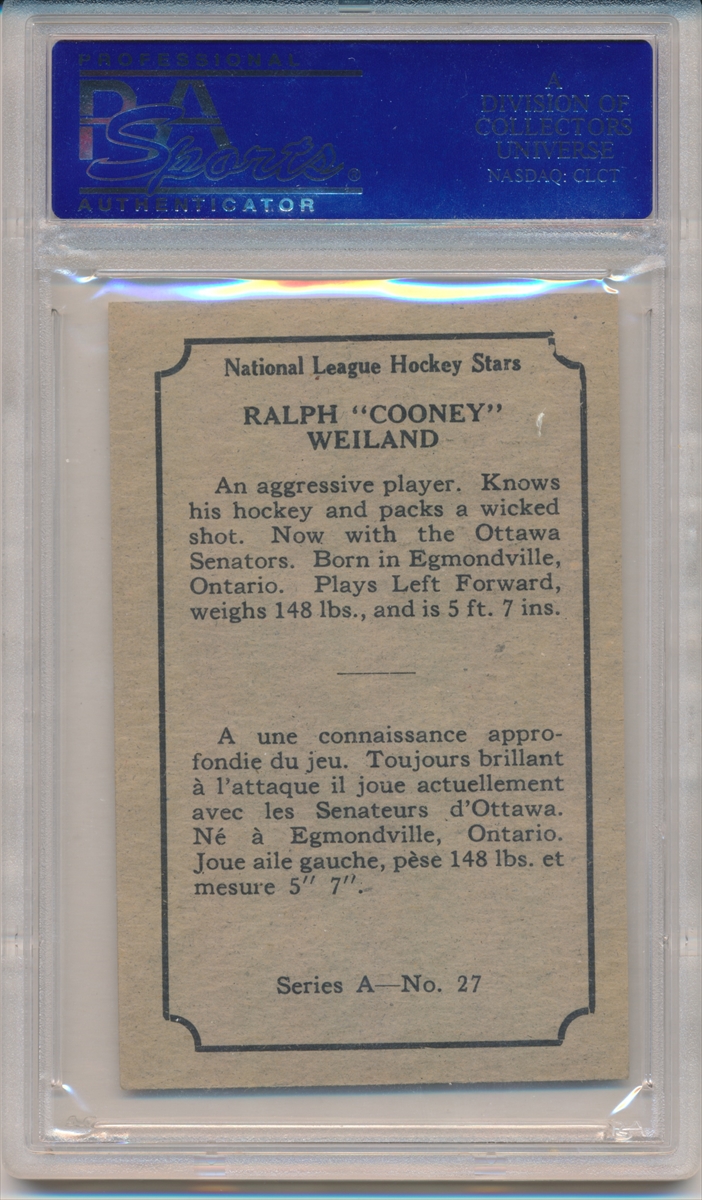 PROFESSIONAL
PSA
Sports®
AUTHENTICATOR
A
DIVISION OF
COLLECTORS
UNIVERSE
NASDAQ: CLCT
National League Hockey Stars
RALPH “COONEY”
WEILAND
An aggressive player. Knows
his hockey and packs a wicked
shot. Now with the Ottawa
Senators. Born in Egmondville,
Ontario. Plays Left Forward,
weighs 148 lbs., and is 5 ft. 7 ins.
A une connaissance appro-
fondie du jeu. Toujours brillant
à l'attaque il joue actuellement
avec les Senateurs d'Ottawa.
Né à Egmondville, Ontario.
Joue aile gauche, pèse 148 lbs. et
mesure 5″ 7″.
Series A—No. 27